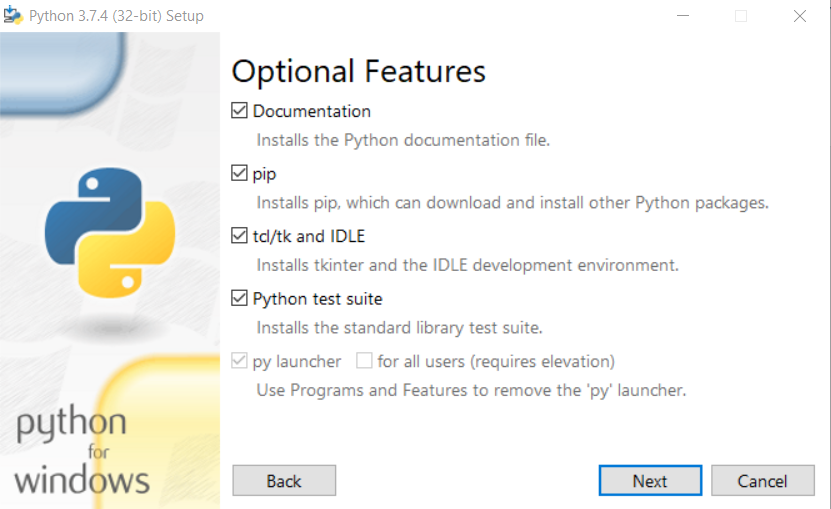 Python 3.7.4 (32-bit) Setup
Optional Features
Documentation
Installs the Python documentation file.
pip
Installs pip, which can download and install other Python packages.
tcl/tk and IDLE
Installs tkinter and the IDLE development environment.
Python test suite
Installs the standard library test suite.
py launcher for all users (requires elevation)
Use Programs and Features to remove the 'py' launcher.
python
for
windows
Back Next Cancel